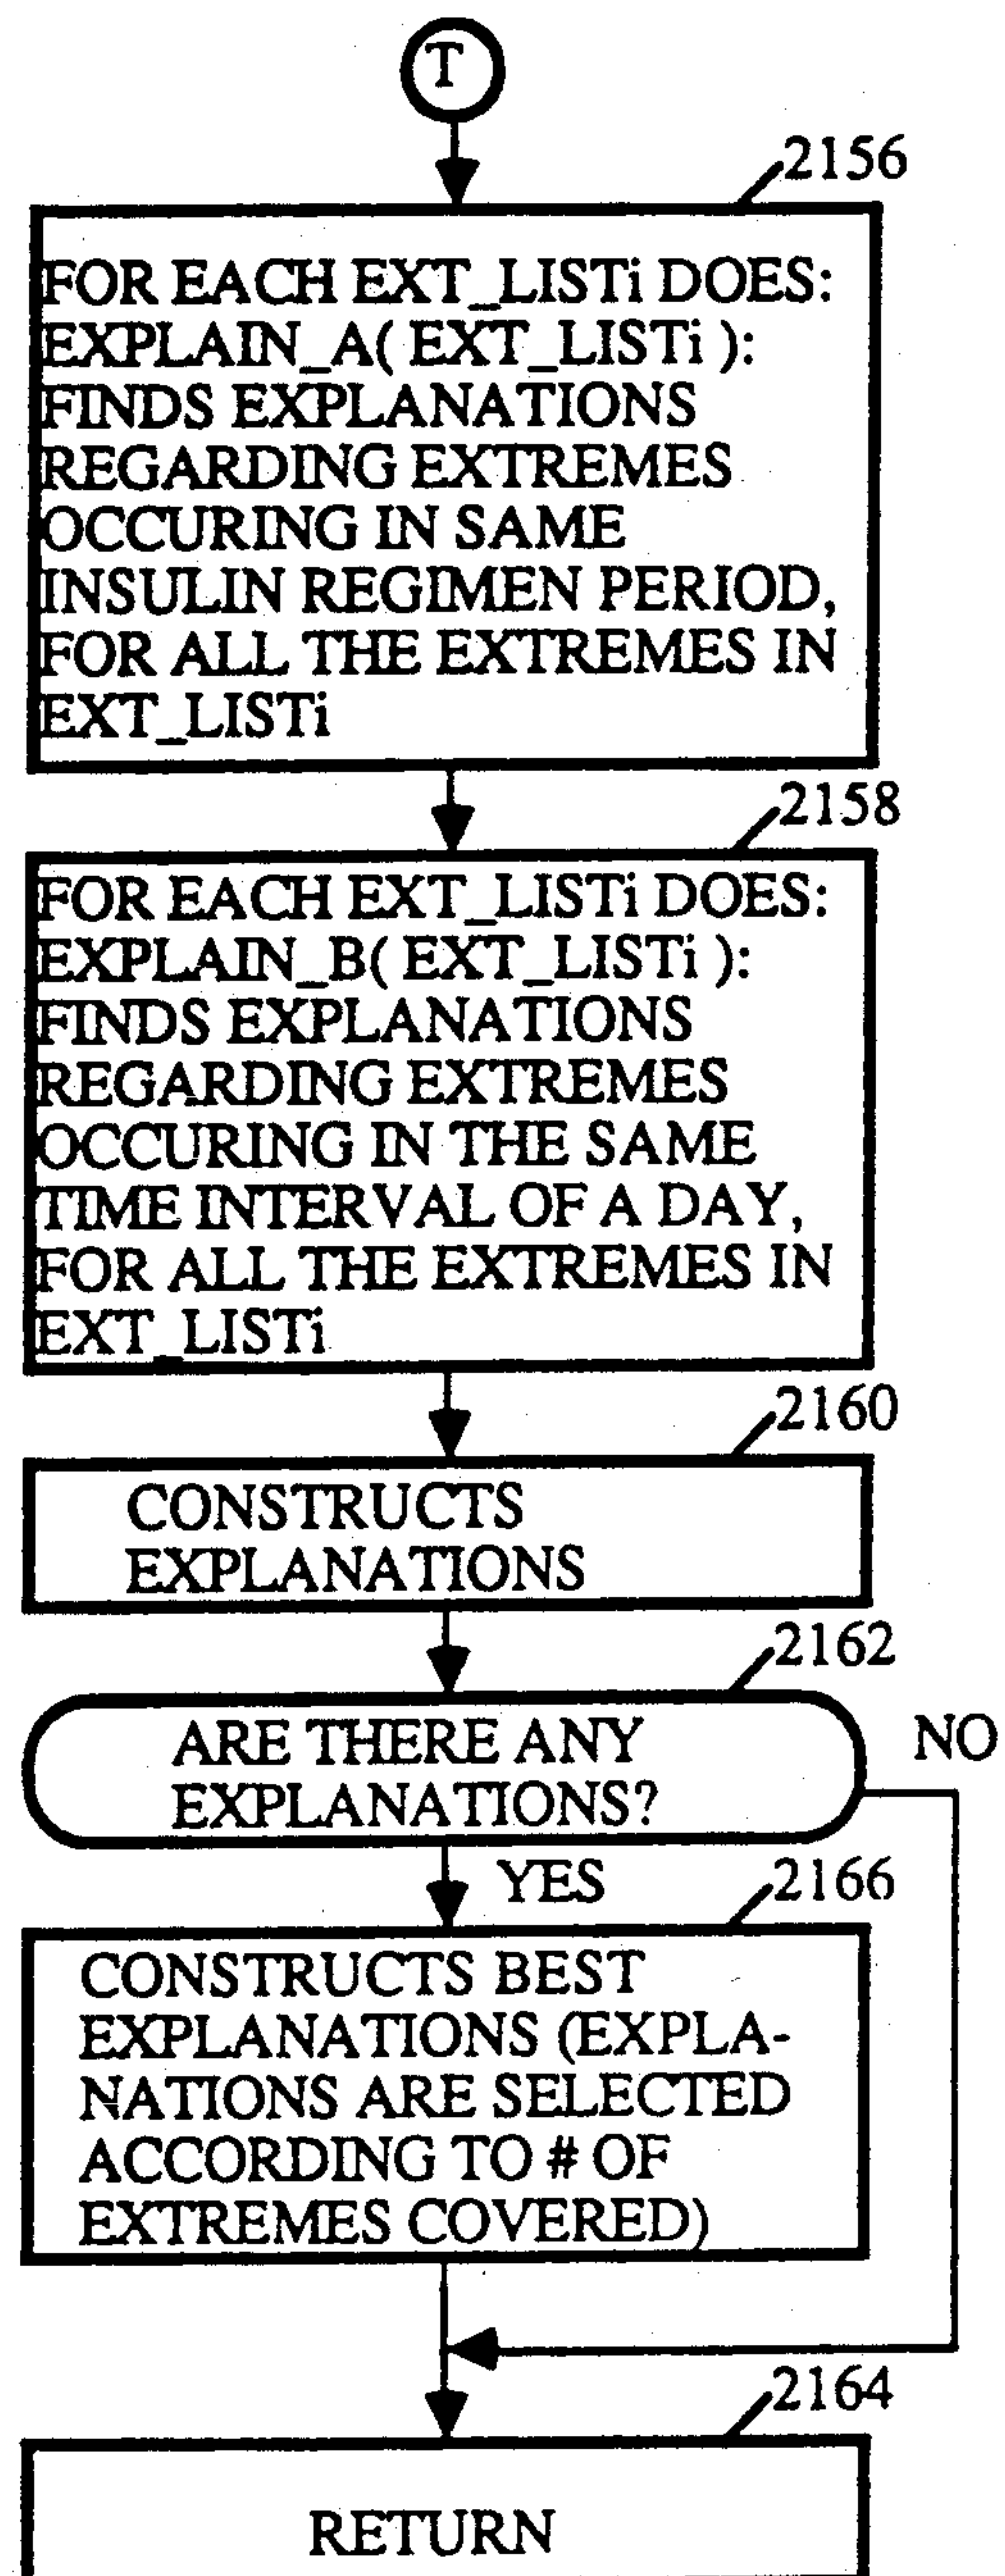 T
2156
FOR EACH EXT_LISTi DOES:
EXPLAIN_A( EXT_LISTi ):
FINDS EXPLANATIONS
REGARDING EXTREMES
OCCURING IN SAME
INSULIN REGIMEN PERIOD,
FOR ALL THE EXTREMES IN
EXT_LISTi
2158
FOR EACH EXT_LISTi DOES:
EXPLAIN_B( EXT_LISTi ):
FINDS EXPLANATIONS
REGARDING EXTREMES
OCCURING IN THE SAME
TIME INTERVAL OF A DAY,
FOR ALL THE EXTREMES IN
EXT_LISTi
2160
CONSTRUCTS
EXPLANATIONS
2162
ARE THERE ANY
EXPLANATIONS?
NO
YES
2166
CONSTRUCTS BEST
EXPLANATIONS (EXPLA-
NATIONS ARE SELECTED
ACCORDING TO # OF
EXTREMES COVERED)
2164
RETURN